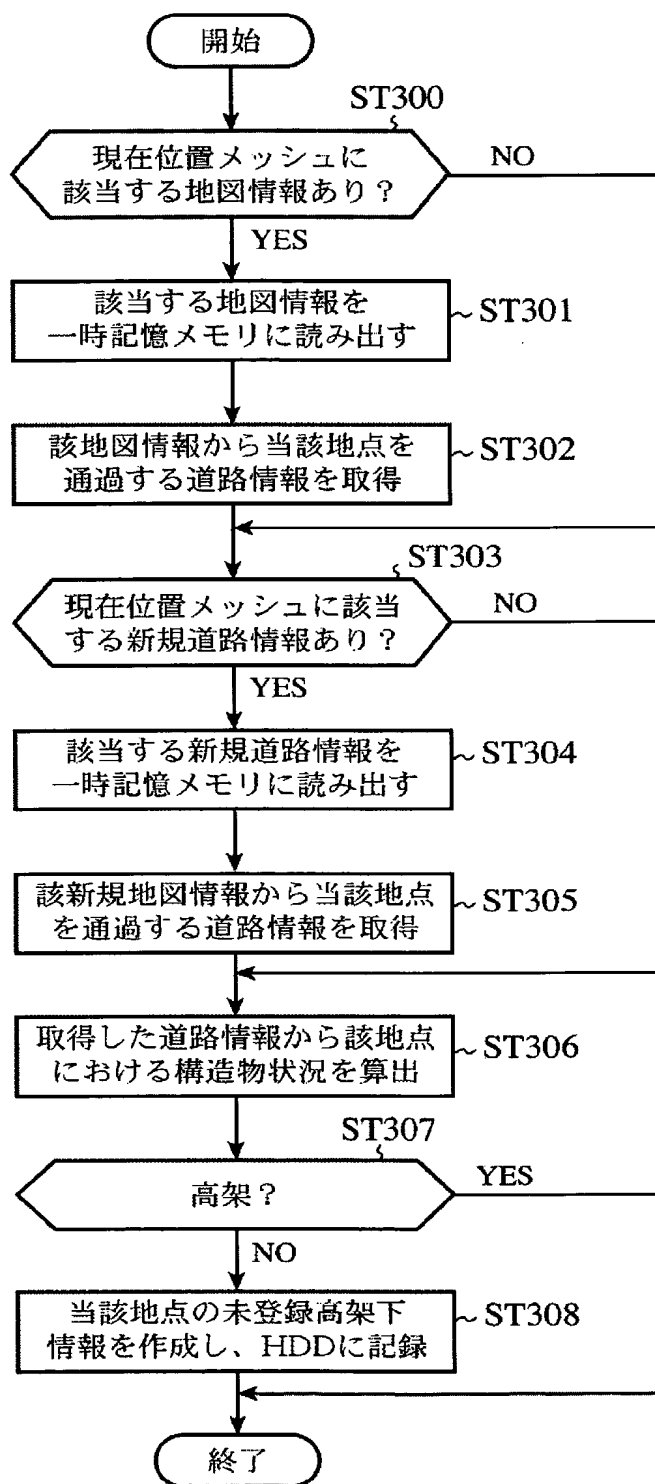 開始
ST300
現在位置メッシュに
該当する地図情報あり？
NO
YES
該当する地図情報を
一時記憶メモリに読み出す
ST301
該地図情報から当該地点を
通過する道路情報を取得
ST302
ST303
現在位置メッシュに該当
する新規道路情報あり？
NO
YES
該当する新規道路情報を
一時記憶メモリに読み出す
ST304
該新規地図情報から当該地点
を通過する道路情報を取得
ST305
取得した道路情報から該地点
における構造物状況を算出
ST306
ST307
高架？
YES
NO
当該地点の未登録高架下
情報を作成し、HDDに記録
ST308
終了